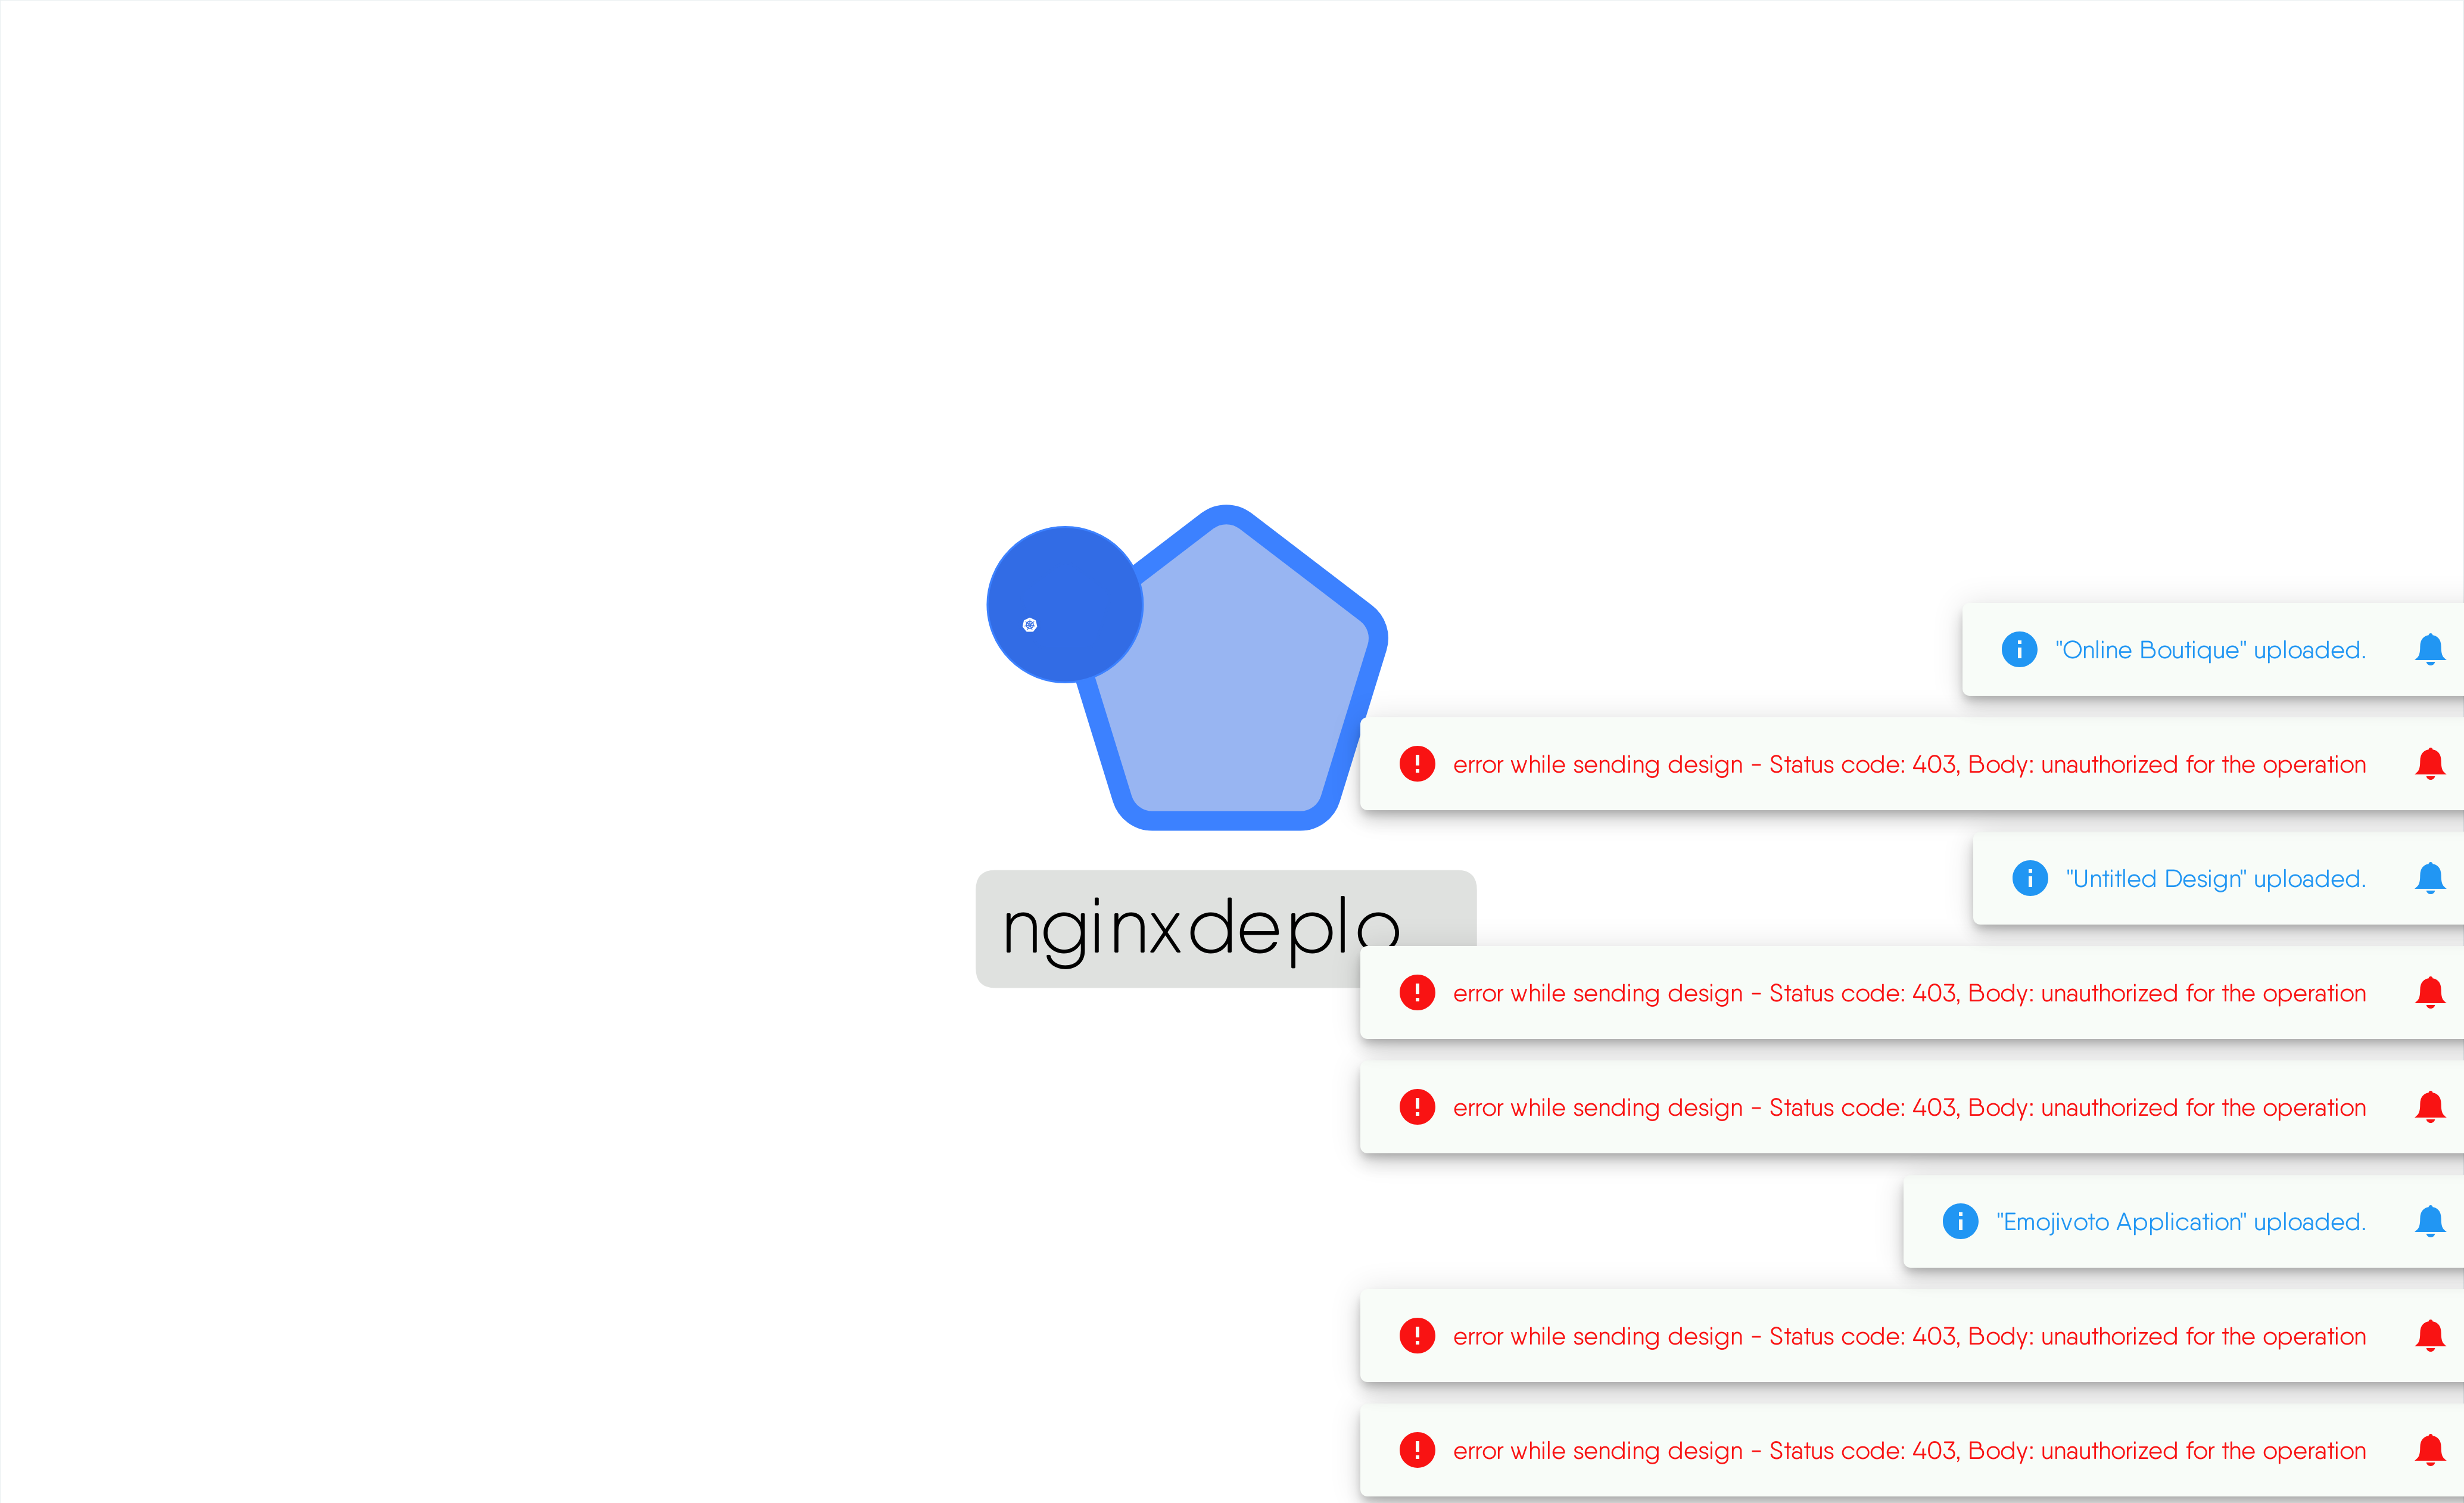 "Online Boutique" uploaded.
error while sending design - Status code: 403, Body: unauthorized for the operation
"Untitled Design" uploaded.
nginxdeplo
error while sending design - Status code: 403, Body: unauthorized for the operation
error while sending design - Status code: 403, Body: unauthorized for the operation
"Emojivoto Application" uploaded.
error while sending design - Status code: 403, Body: unauthorized for the operation
error while sending design - Status code: 403, Body: unauthorized for the operation